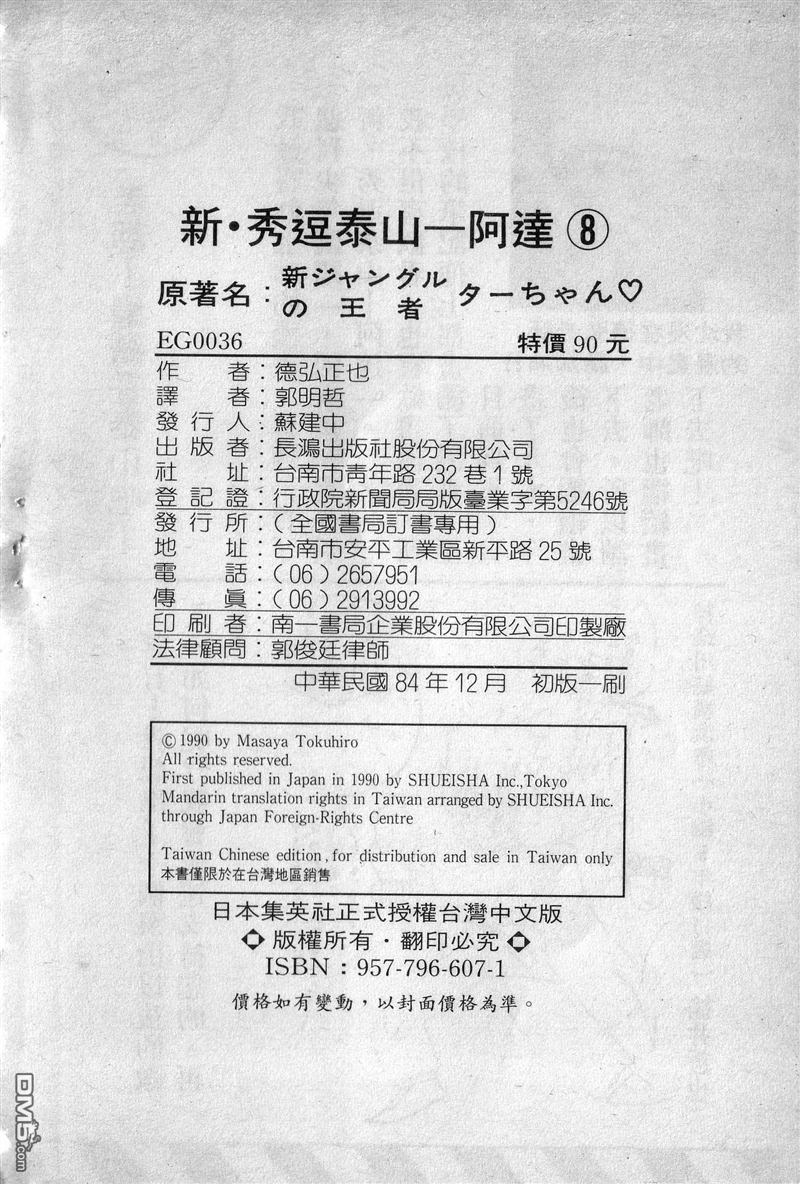 新・秀逗泰山—阿達⑧
原著名：新ジャングルの王者 ターちゃん♡
EG0036 特價90元
作者：德弘正也
譯者：郭明哲
發行人：蘇建中
出版者：長鴻出版社股份有限公司
社址：台南市青年路232巷1號
登記證：行政院新聞局局版臺業字第5246號
發行所：（全國書局訂書專用）
地址：台南市安平工業區新平路25號
電話：（06）2657951
傳眞：（06）2913992
印刷者：南一書局企業股份有限公司印製廠
法律顧問：郭俊廷律師
中華民國84年12月 初版一刷
© 1990 by Masaya Tokuhiro
All rights reserved.
First published in Japan in 1990 by SHUEISHA Inc.,Tokyo
Mandarin translation rights in Taiwan arranged by SHUEISHA Inc.
through Japan Foreign-Rights Centre
Taiwan Chinese edition, for distribution and sale in Taiwan only
本書僅限於在台灣地區銷售
日本集英社正式授權台灣中文版
版權所有・翻印必究
ISBN：957-796-607-1
價格如有變動，以封面價格為準。
DM5.com